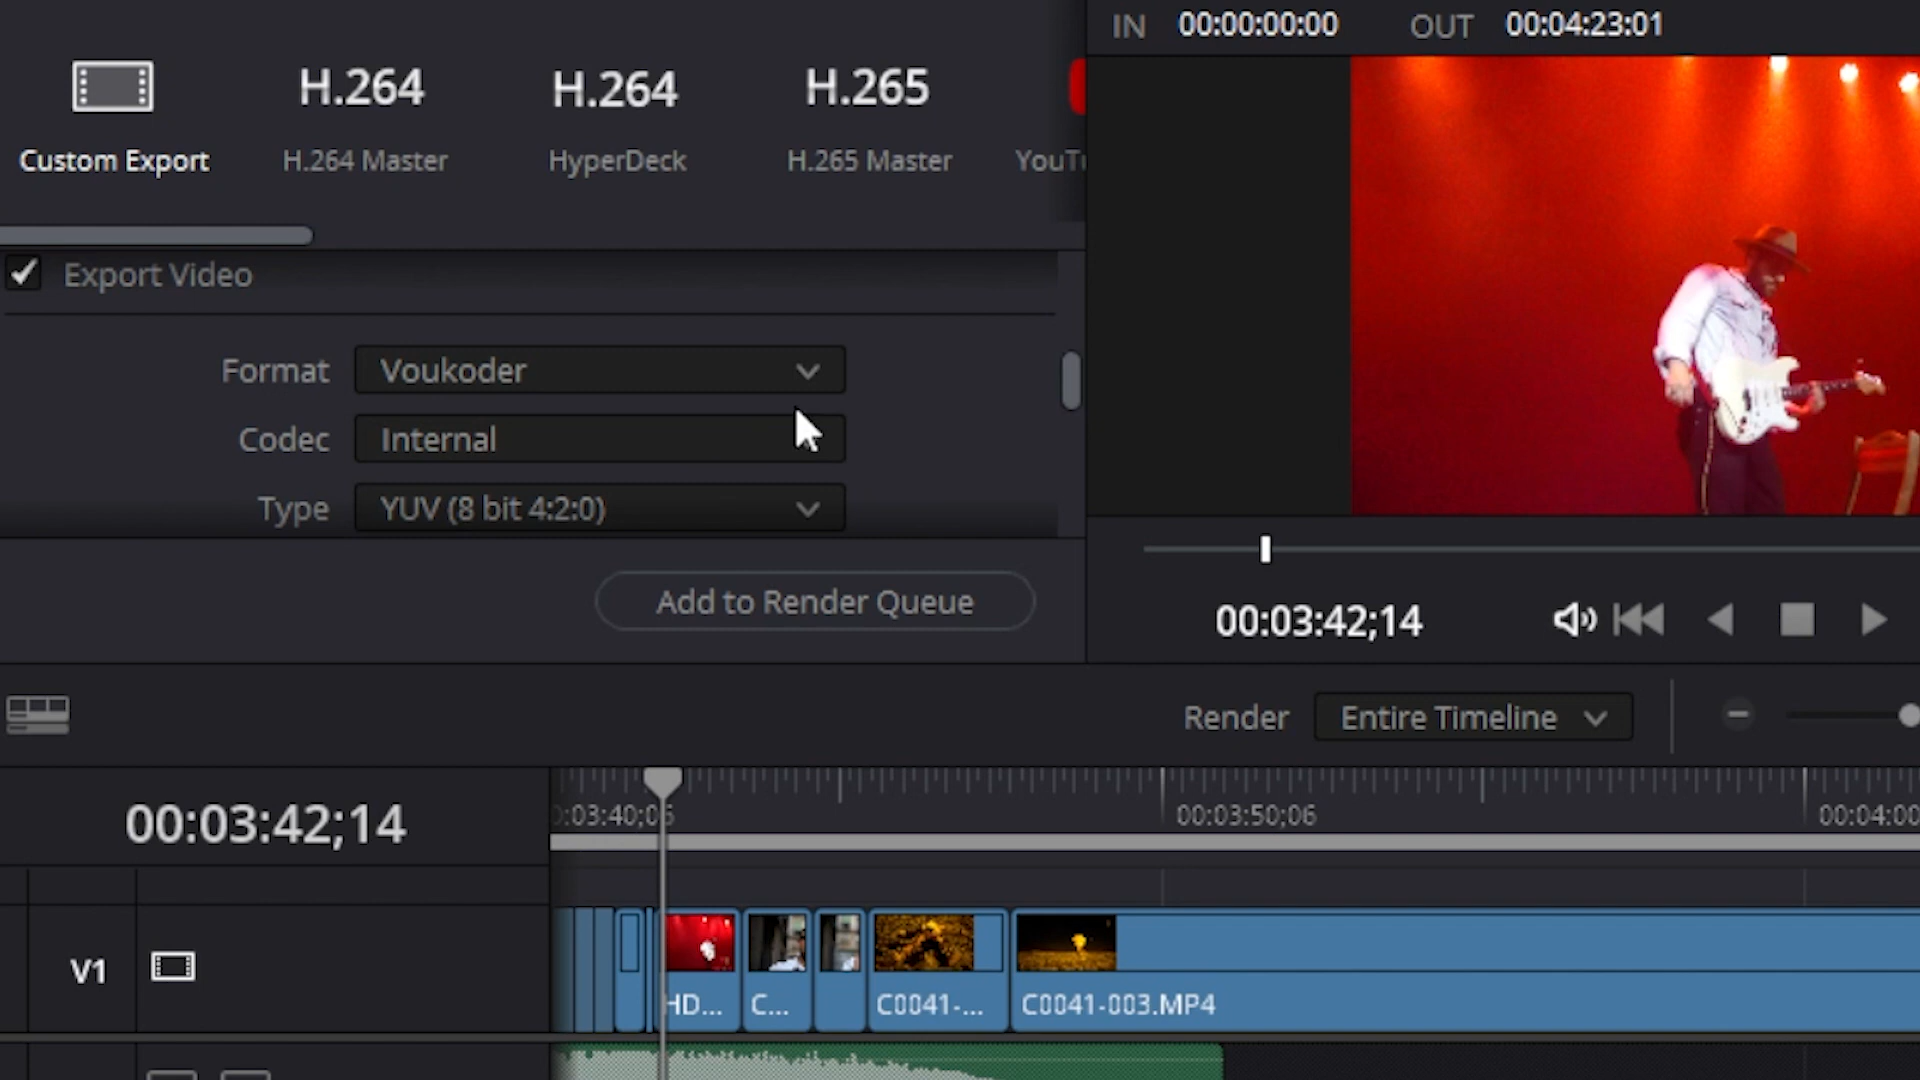 IN 00:00:00:00 OUT 00:04:23:01
H.264 H.264 H.265
Custom Export H.264 Master HyperDeck H.265 Master YouTu
Export Video
Format Voukoder
Codec Internal
Type YUV (8 bit 4:2:0)
Add to Render Queue
00:03:42;14
Render Entire Timeline
00:03:42;14
:03:40;06 00:03:50;06 00:04:00
V1
HD... C... C0041-... C0041-003.MP4